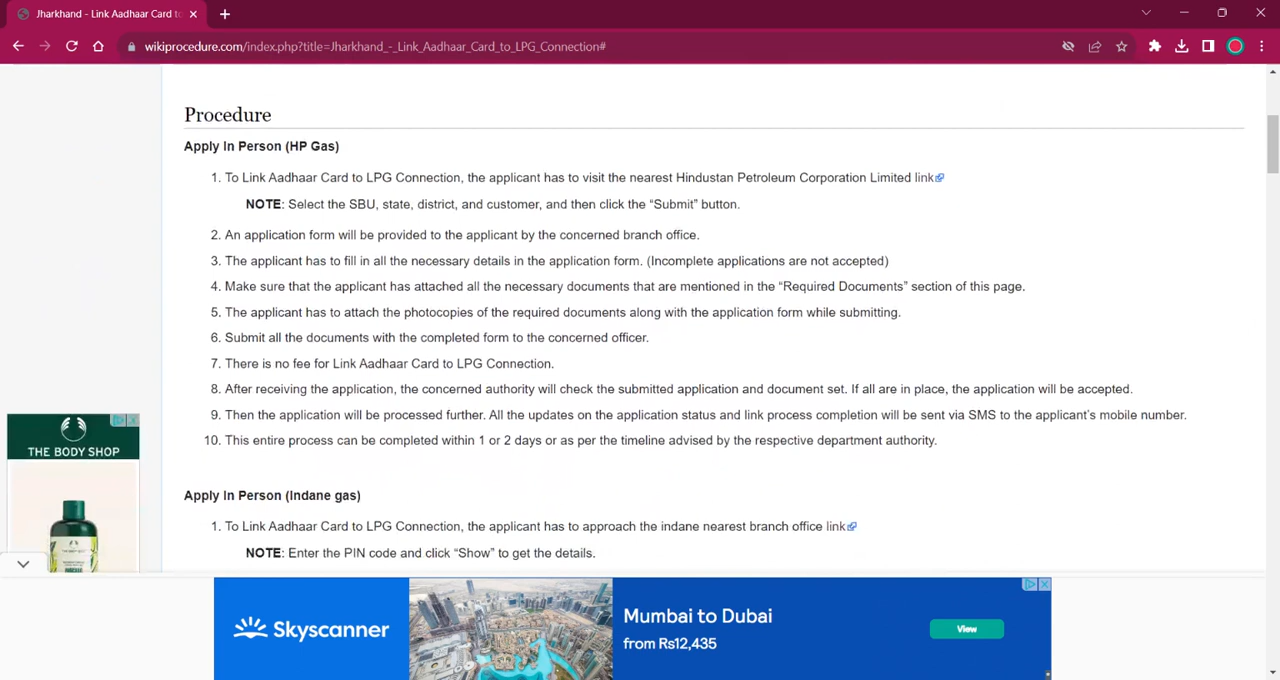 Jharkhand - Link Aadhaar Card to
wikiprocedure.com/index.php?title=Jharkhand_-_Link_Aadhaar_Card_to_LPG_Connection#
Procedure
Apply In Person (HP Gas)
1. To Link Aadhaar Card to LPG Connection, the applicant has to visit the nearest Hindustan Petroleum Corporation Limited link
NOTE: Select the SBU, state, district, and customer, and then click the “Submit” button.
2. An application form will be provided to the applicant by the concerned branch office.
3. The applicant has to fill in all the necessary details in the application form. (Incomplete applications are not accepted)
4. Make sure that the applicant has attached all the necessary documents that are mentioned in the “Required Documents” section of this page.
5. The applicant has to attach the photocopies of the required documents along with the application form while submitting.
6. Submit all the documents with the completed form to the concerned officer.
7. There is no fee for Link Aadhaar Card to LPG Connection.
8. After receiving the application, the concerned authority will check the submitted application and document set. If all are in place, the application will be accepted.
9. Then the application will be processed further. All the updates on the application status and link process completion will be sent via SMS to the applicant’s mobile number.
10. This entire process can be completed within 1 or 2 days or as per the timeline advised by the respective department authority.
THE BODY SHOP
Apply In Person (Indane gas)
1. To Link Aadhaar Card to LPG Connection, the applicant has to approach the indane nearest branch office link
NOTE: Enter the PIN code and click “Show” to get the details.
Skyscanner
Mumbai to Dubai
from Rs12,435
View